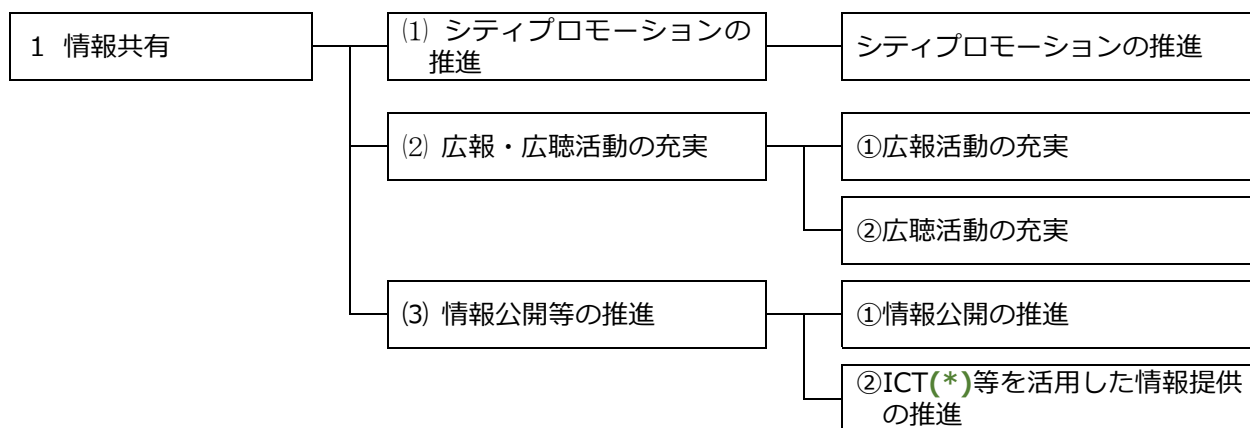 1 情報共有
⑴ シティプロモーションの
推進
シティプロモーションの推進
⑵ 広報・広聴活動の充実
①広報活動の充実
②広聴活動の充実
⑶ 情報公開等の推進
①情報公開の推進
②ICT(*)等を活用した情報提供
の推進